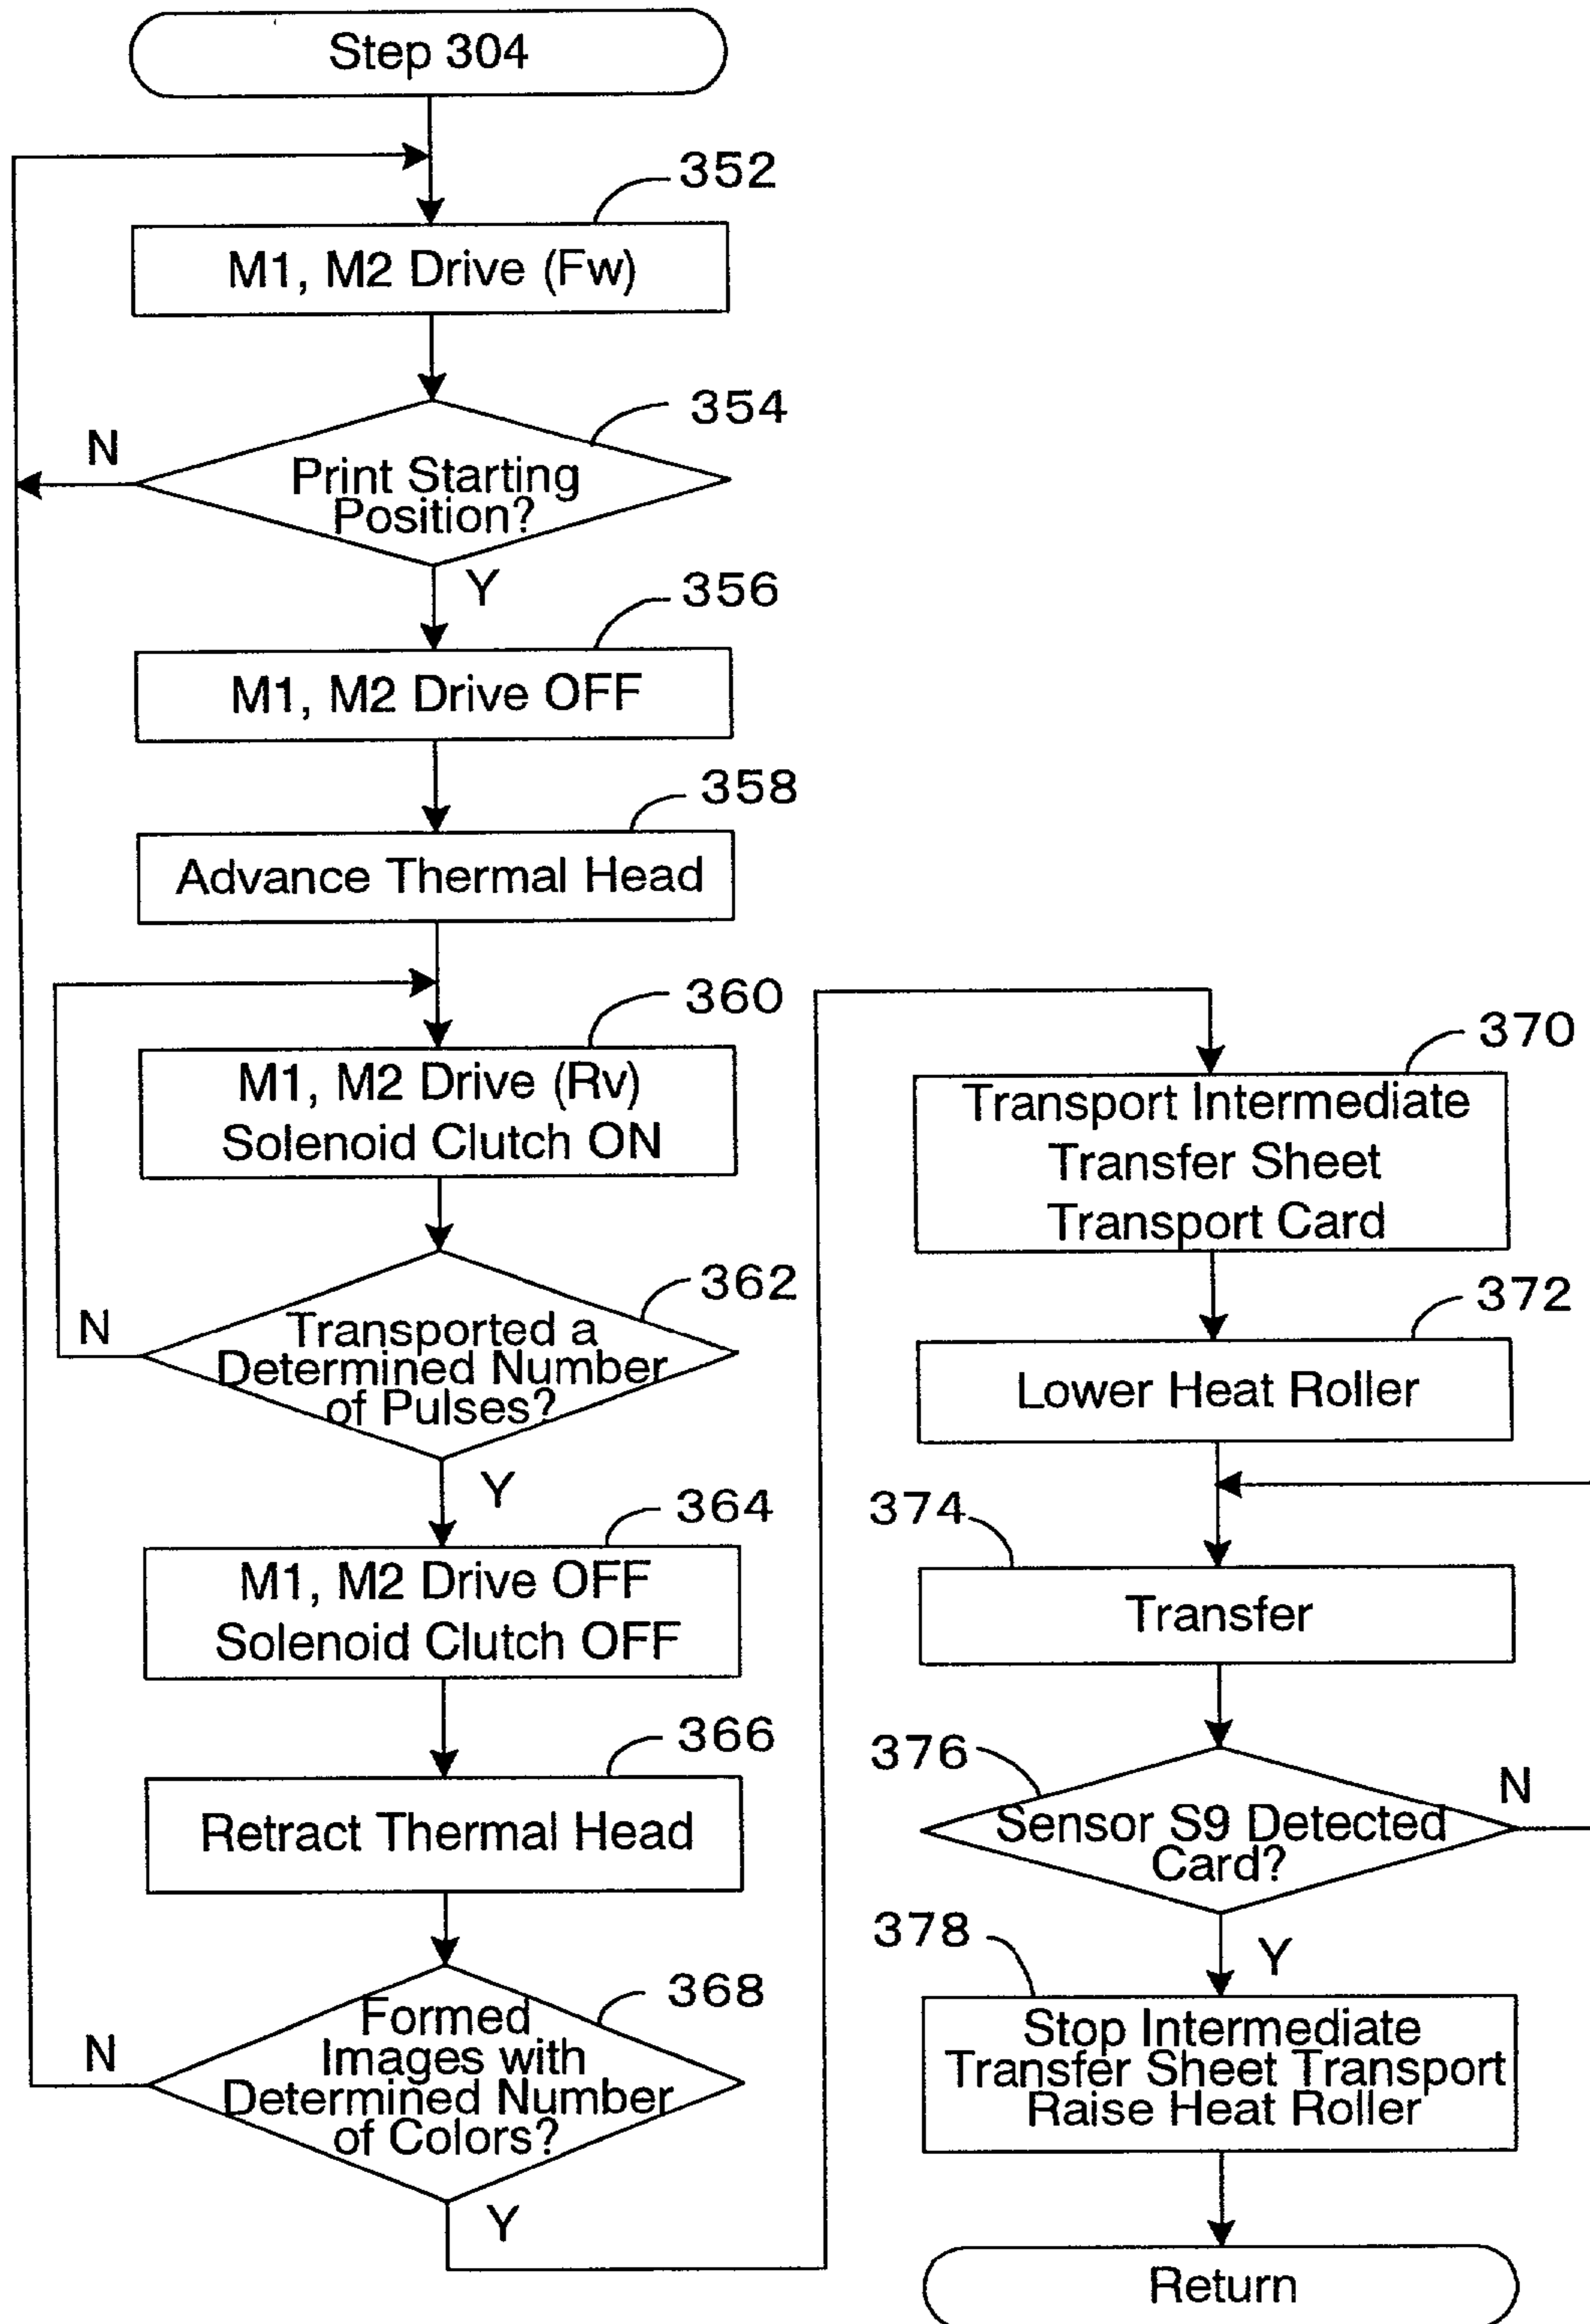 Step 304
352
M1, M2 Drive (Fw)
354
N
Print Starting
Position?
Y
356
M1, M2 Drive OFF
358
Advance Thermal Head
360
M1, M2 Drive (Rv)
Solenoid Clutch ON
362
N
Transported a
Determined Number
of Pulses?
Y
364
M1, M2 Drive OFF
Solenoid Clutch OFF
366
Retract Thermal Head
368
N
Formed
Images with
Determined Number
of Colors?
Y
370
Transport Intermediate
Transfer Sheet
Transport Card
372
Lower Heat Roller
374
Transfer
376
N
Sensor S9 Detected
Card?
378
Y
Stop Intermediate
Transfer Sheet Transport
Raise Heat Roller
Return